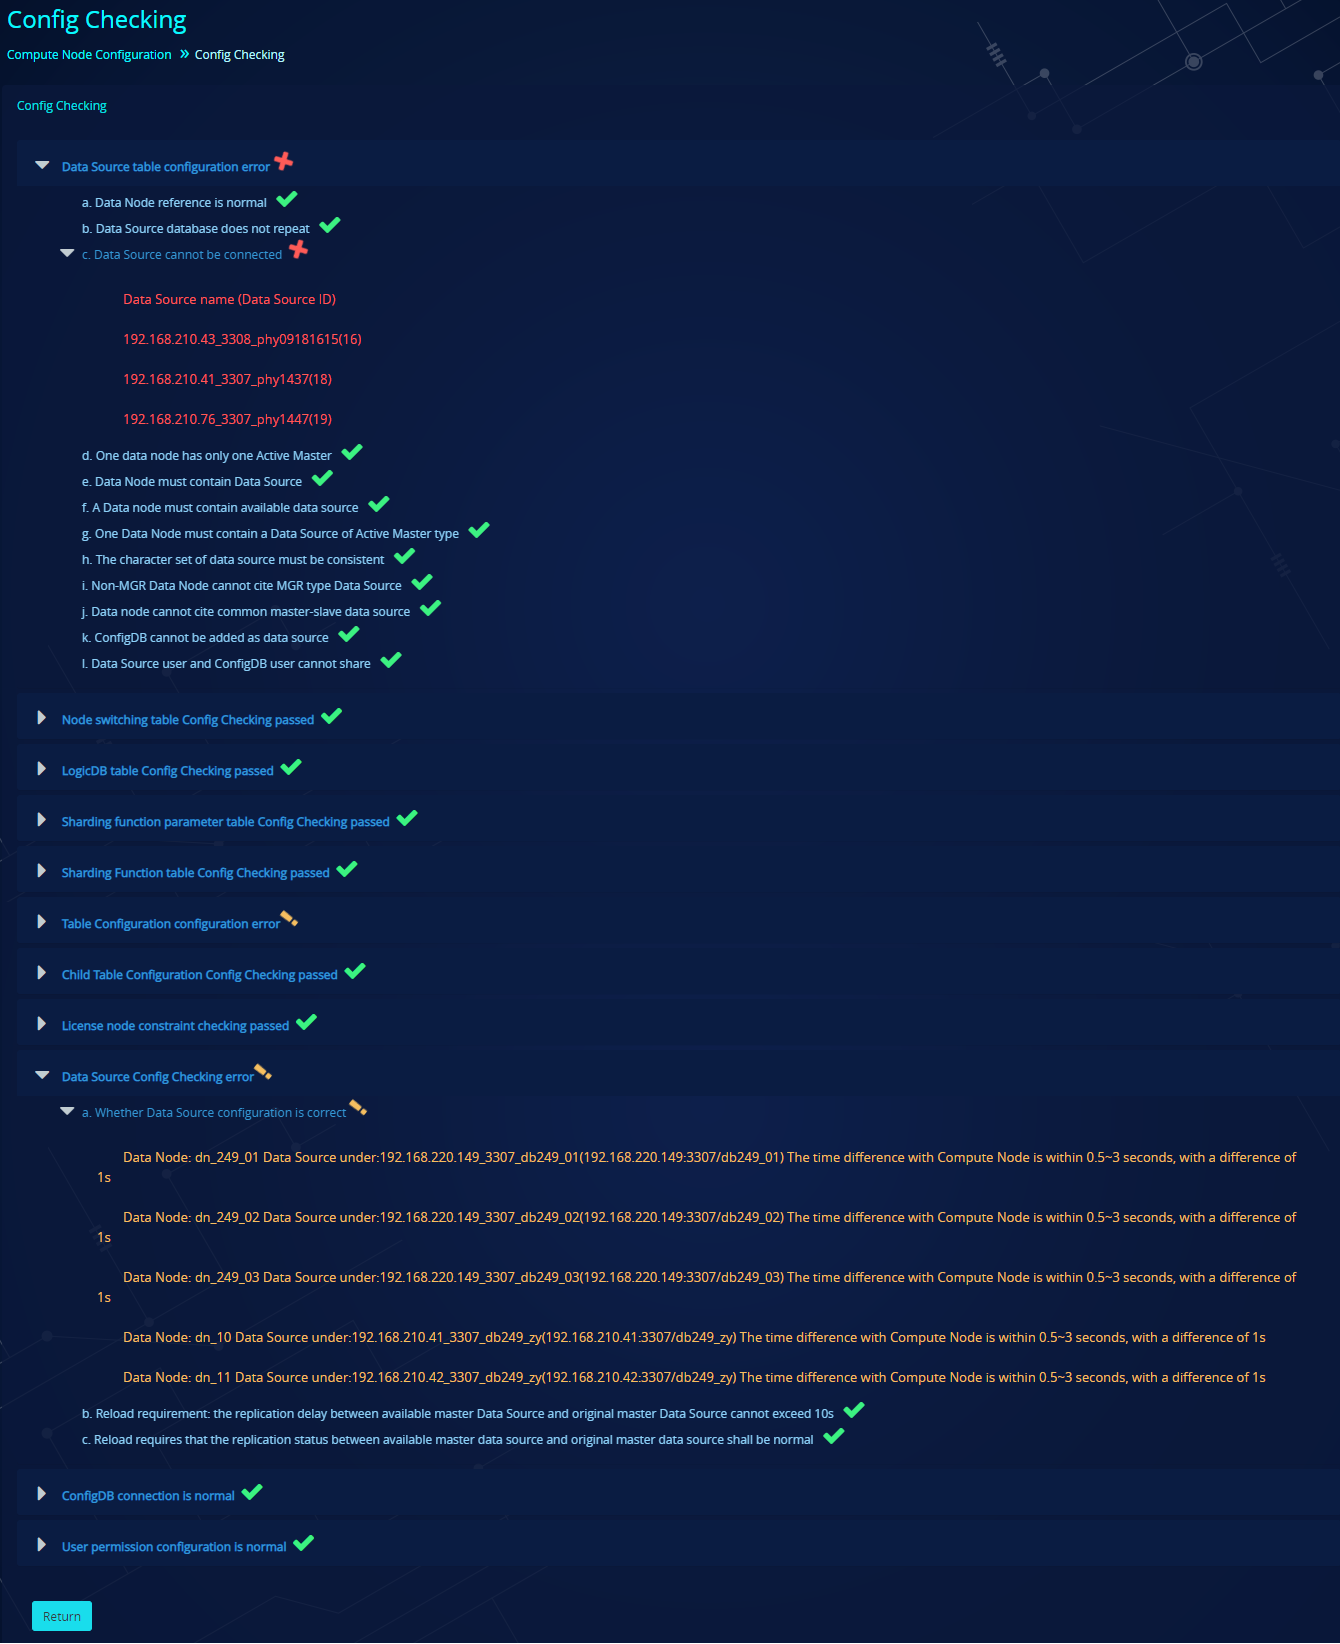 Config Checking
Compute Node Configuration » Config Checking
Config Checking
Data Source table configuration error
a. Data Node reference is normal
b. Data Source database does not repeat
c. Data Source cannot be connected
Data Source name (Data Source ID)
192.168.210.43_3308_phy09181615(16)
192.168.210.41_3307_phy1437(18)
192.168.210.76_3307_phy1447(19)
d. One data node has only one Active Master
e. Data Node must contain Data Source
f. A Data node must contain available data source
g. One Data Node must contain a Data Source of Active Master type
h. The character set of data source must be consistent
i. Non-MGR Data Node cannot cite MGR type Data Source
j. Data node cannot cite common master-slave data source
k. ConfigDB cannot be added as data source
l. Data Source user and ConfigDB user cannot share
Node switching table Config Checking passed
LogicDB table Config Checking passed
Sharding function parameter table Config Checking passed
Sharding Function table Config Checking passed
Table Configuration configuration error
Child Table Configuration Config Checking passed
License node constraint checking passed
Data Source Config Checking error
a. Whether Data Source configuration is correct
Data Node: dn_249_01 Data Source under:192.168.220.149_3307_db249_01(192.168.220.149:3307/db249_01) The time difference with Compute Node is within 0.5~3 seconds, with a difference of
1s
Data Node: dn_249_02 Data Source under:192.168.220.149_3307_db249_02(192.168.220.149:3307/db249_02) The time difference with Compute Node is within 0.5~3 seconds, with a difference of
1s
Data Node: dn_249_03 Data Source under:192.168.220.149_3307_db249_03(192.168.220.149:3307/db249_03) The time difference with Compute Node is within 0.5~3 seconds, with a difference of
1s
Data Node: dn_10 Data Source under:192.168.210.41_3307_db249_zy(192.168.210.41:3307/db249_zy) The time difference with Compute Node is within 0.5~3 seconds, with a difference of 1s
Data Node: dn_11 Data Source under:192.168.210.42_3307_db249_zy(192.168.210.42:3307/db249_zy) The time difference with Compute Node is within 0.5~3 seconds, with a difference of 1s
b. Reload requirement: the replication delay between available master Data Source and original master Data Source cannot exceed 10s
c. Reload requires that the replication status between available master data source and original master data source shall be normal
ConfigDB connection is normal
User permission configuration is normal
Return